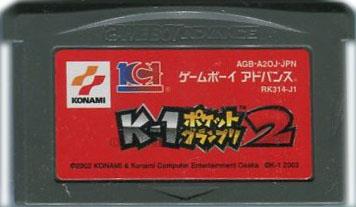 GAME BOY ADVANCE
AGB-A2OJ-JPN
K-1
ゲームボーイ アドバンス
KONAMI
RK314-J1
K-1 ポケット グランプリ 2
TM
©2002 KONAMI & Konami Computer Entertainment Osaka ©K-1 2003